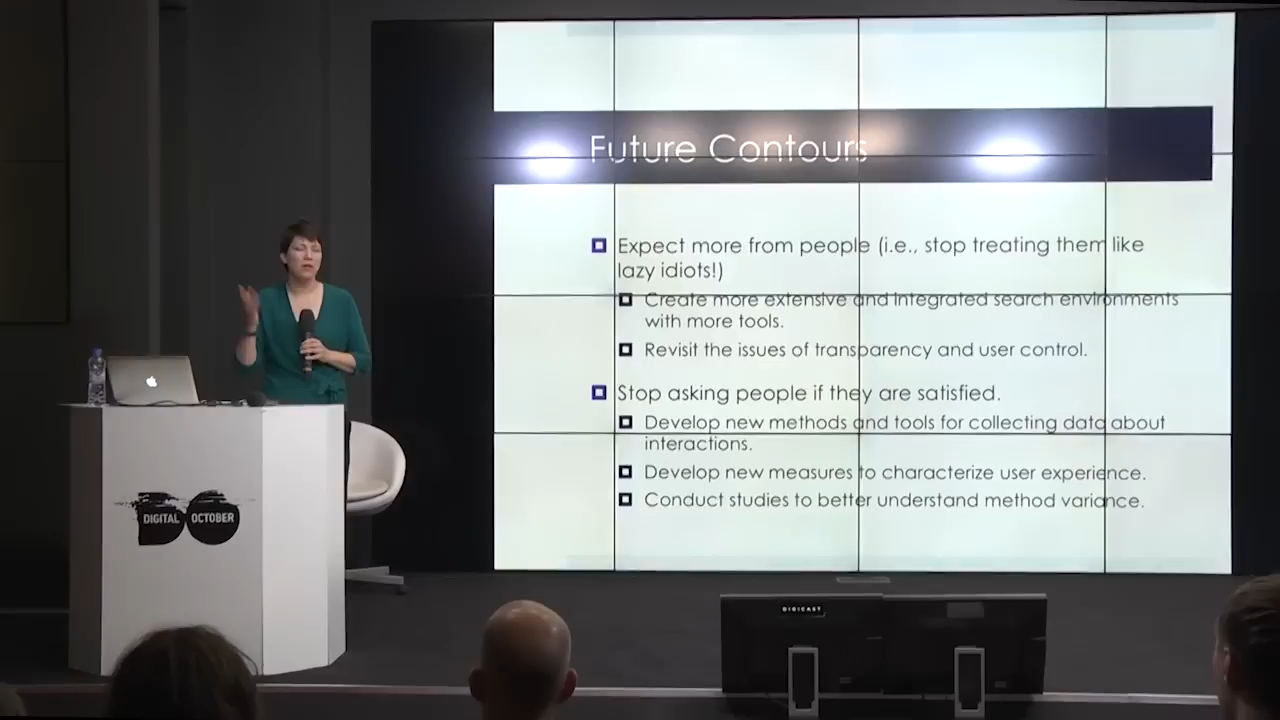 Future Contours
Expect more from people (i.e., stop treating them like
lazy idiots!)
Create more extensive and integrated search environments
with more tools.
Revisit the issues of transparency and user control.
Stop asking people if they are satisfied.
Develop new methods and tools for collecting data about
interactions.
Develop new measures to characterize user experience.
Conduct studies to better understand method variance.
DIGITAL OCTOBER
DIGICAST